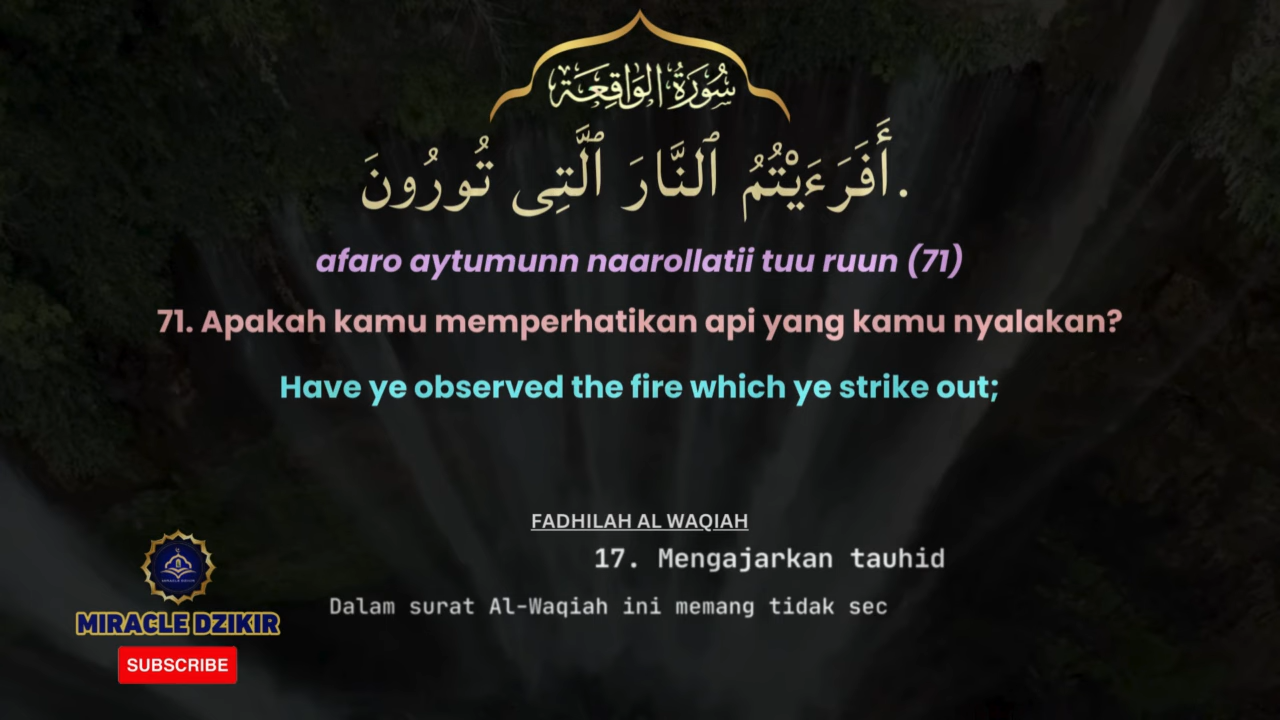 سُورَةُ الوَاقِعَة
أَفَرَءَيْتُمُ ٱلنَّارَ ٱلَّتِى تُورُونَ.
afaro aytumunn naarollatii tuu ruun (71)
71. Apakah kamu memperhatikan api yang kamu nyalakan?
Have ye observed the fire which ye strike out;
FADHILAH AL WAQIAH
17. Mengajarkan tauhid
Dalam surat Al-Waqiah ini memang tidak sec
MIRACLE DZIKIR
MIRACLE DZIKIR
SUBSCRIBE